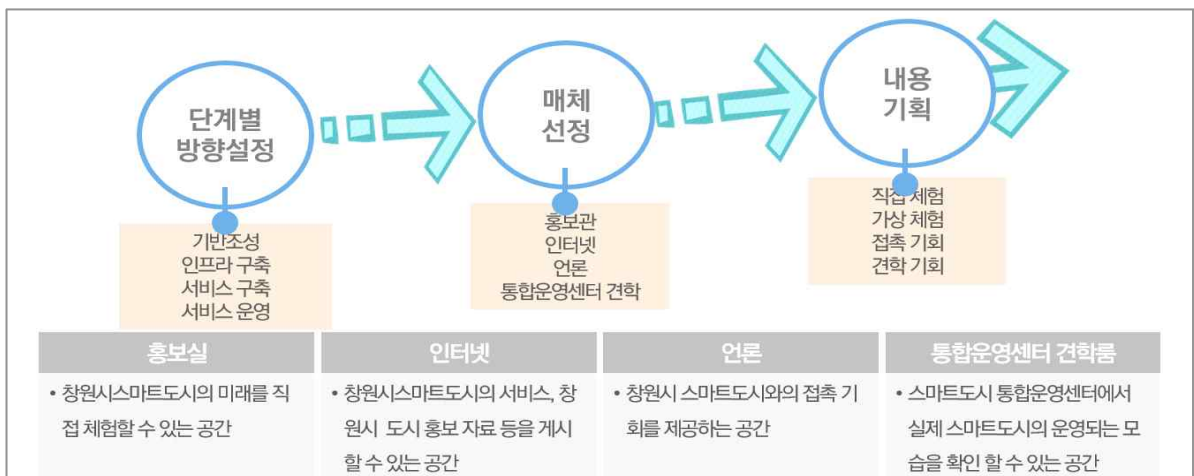 단계별
방향설정
기반조성
인프라 구축
서비스 구축
서비스 운영
매체
선정
홍보관
인터넷
언론
통합운영센터 견학
내용
기획
직접 체험
가상 체험
접촉 기회
견학 기회
홍보실
• 창원시스마트도시의 미래를 직
접 체험할 수 있는 공간
인터넷
• 창원시스마트도시의 서비스, 창
원시 도시 홍보 자료 등을 게시
할 수 있는 공간
언론
• 창원시 스마트도시와의 접촉 기
회를 제공하는 공간
통합운영센터 견학룸
• 스마트도시 통합운영센터에서
실제 스마트도시의 운영되는 모
습을 확인 할 수 있는 공간